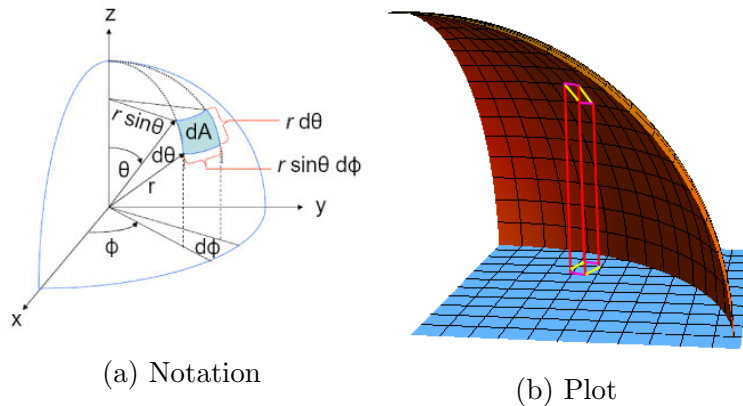 z
r sinθ
dA
r dθ
dθ
θ
r
r sinθ dϕ
y
ϕ
dϕ
x
(a) Notation
(b) Plot